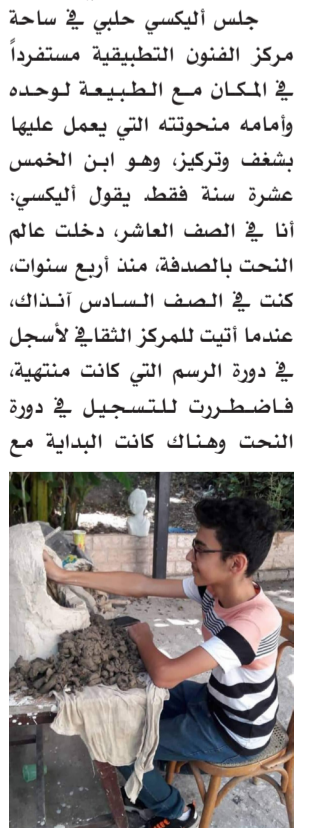 جلس أليكسي حلبي في ساحة
مركز الفنون التطبيقية مستفرداً
في المكان مع الطبيعة لوحده
وأمامه منحوتته التي يعمل عليها
بشغف وتركيز، وهو ابن الخمس
عشرة سنة فقط. يقول أليكسي:
أنا في الصف العاشر، دخلت عالم
النحت بالصدفة، منذ أربع سنوات،
كنت في الصف السادس آنذاك،
عندما أتيت للمركز الثقافي لأسجل
في دورة الرسم التي كانت منتهية،
فاضطررت للتسجيل في دورة
النحت وهناك كانت البداية مع